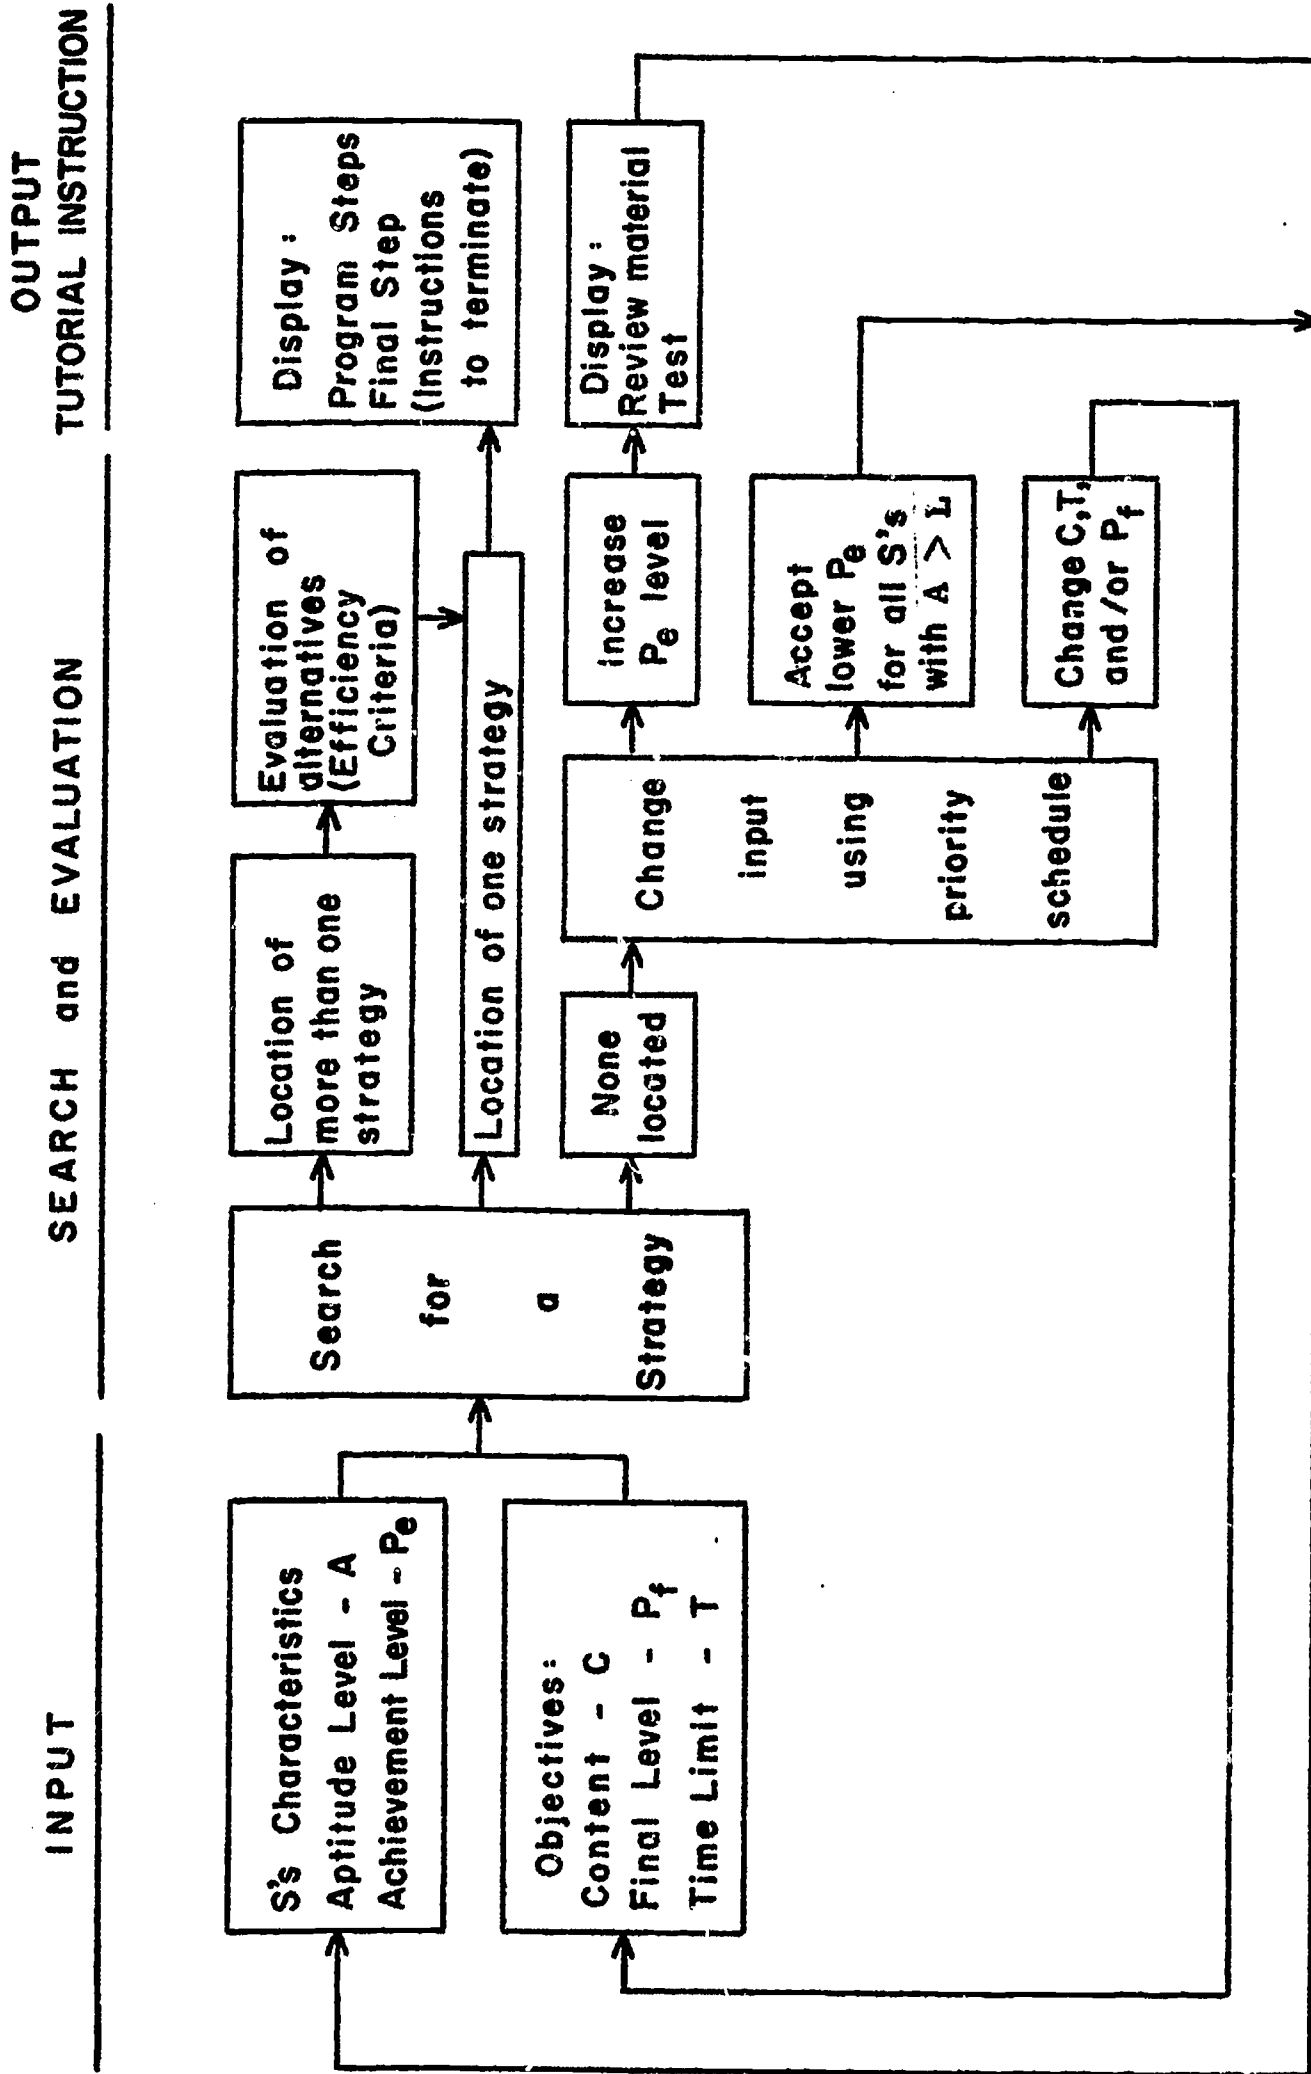 INPUT
SEARCH and EVALUATION
OUTPUT
TUTORIAL INSTRUCTION
S's Characteristics
Aptitude Level - A
Achievement Level - Pe
Objectives:
Content - C
Final Level - Pf
Time Limit - T
Search
for
a
Strategy
Location of
more than one
strategy
Evaluation of
alternatives
(Efficiency
Criteria)
Location of one strategy
Display:
Program Steps
Final Step
(Instructions
to terminate)
None
located
Change
input
using
priority
schedule
Increase
Pe level
Display:
Review material
Test
Accept
lower Pe
for all S's
with A > L
Change C,T,
and/or Pf